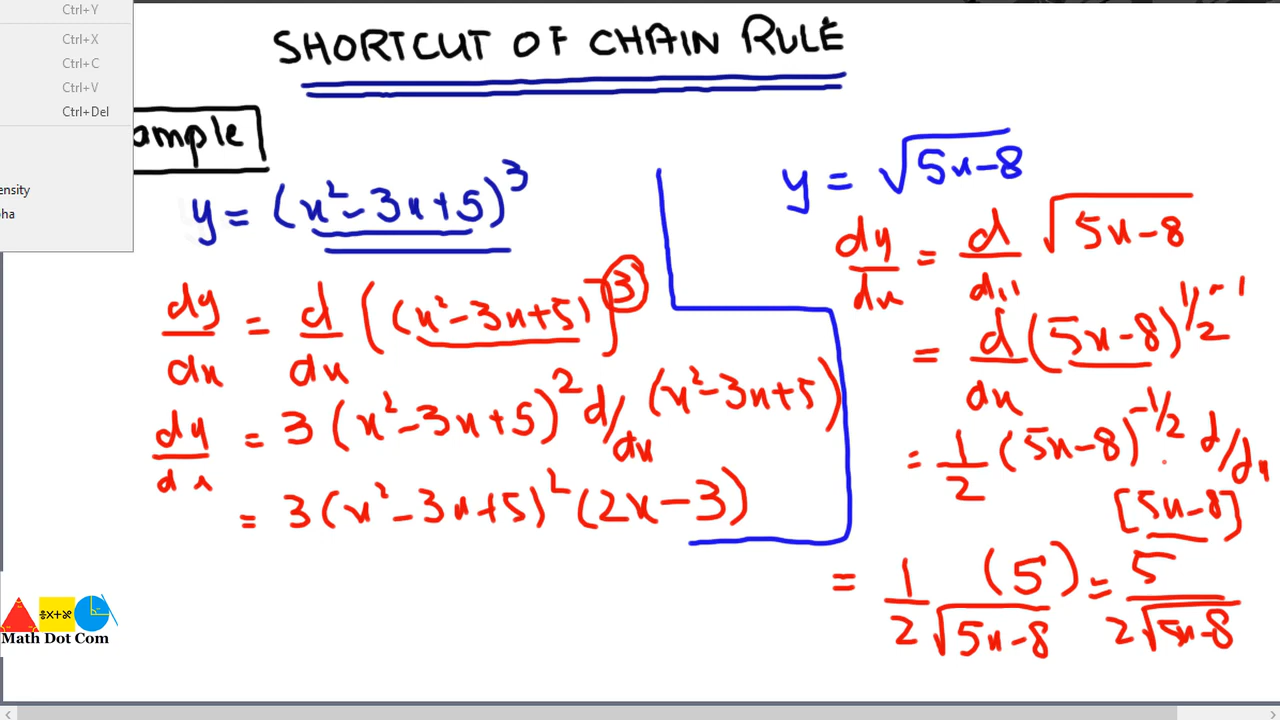 Ctrl+Y
Ctrl+X
Ctrl+C
Ctrl+V
Ctrl+Del
ensity
pha
SHORTCUT OF CHAIN RULE
ample
y = (x²-3x+5)³
dy/dx = d/dx ((x²-3x+5))³
dy/dx = 3(x²-3x+5)² d/dx (x²-3x+5)
= 3(x²-3x+5)² (2x-3)
y = √5x-8
dy/dx = d/dx √5x-8
= d/dx (5x-8)^1/2-1
= 1/2 (5x-8)^-1/2 d/dx
[5x-8]
= 1/2√5x-8 (5) = 5/2√5x-8
÷x+×
Math Dot Com